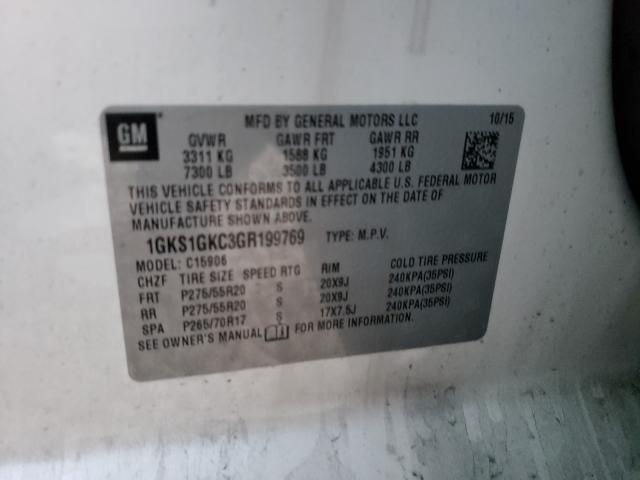 GM
MFD BY GENERAL MOTORS LLC 10/15
GVWR GAWR FRT GAWR RR
3311 KG 1588 KG 1951 KG
7300 LB 3500 LB 4300 LB
THIS VEHICLE CONFORMS TO ALL APPLICABLE U.S. FEDERAL MOTOR
VEHICLE SAFETY STANDARDS IN EFFECT ON THE DATE OF
MANUFACTURE SHOWN ABOVE.
1GKS1GKC3GR199769 TYPE: M.P.V.
MODEL: C15906
CHZF TIRE SIZE SPEED RTG RIM COLD TIRE PRESSURE
FRT P275/55R20 S 20X9J 240KPA(35PSI)
RR P275/55R20 S 20X9J 240KPA(35PSI)
SPA P265/70R17 S 17X7.5J 240KPA(35PSI)
SEE OWNER'S MANUAL FOR MORE INFORMATION.